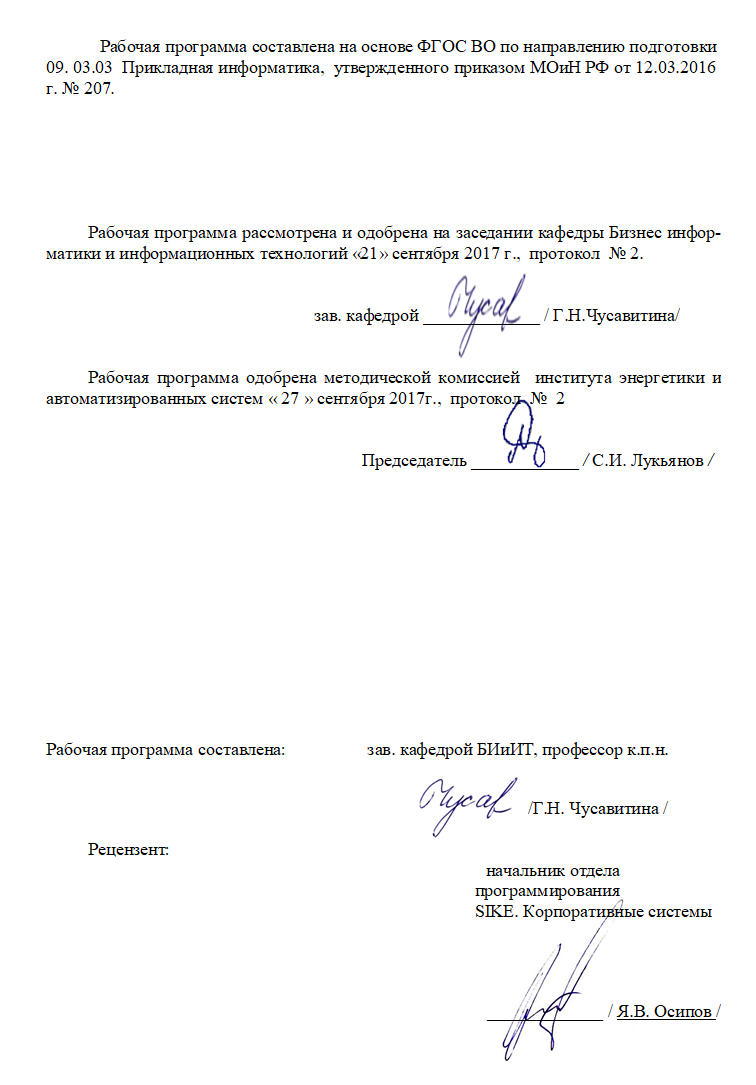 Рабочая программа составлена на основе ФГОС ВО по направлению подготовки
09. 03.03 Прикладная информатика, утвержденного приказом МОиН РФ от 12.03.2016
г. № 207.
Рабочая программа рассмотрена и одобрена на заседании кафедры Бизнес инфор-
матики и информационных технологий «21» сентября 2017 г., протокол № 2.
зав. кафедрой _____________ / Г.Н.Чусавитина/
Рабочая программа одобрена методической комиссией института энергетики и
автоматизированных систем « 27 » сентября 2017г., протокол № 2
Председатель ____________ / С.И. Лукьянов /
Рабочая программа составлена: зав. кафедрой БИиИТ, профессор к.п.н.
/Г.Н. Чусавитина /
Рецензент:
начальник отдела
программирования
SIKE. Корпоративные системы
_____________ / Я.В. Осипов /